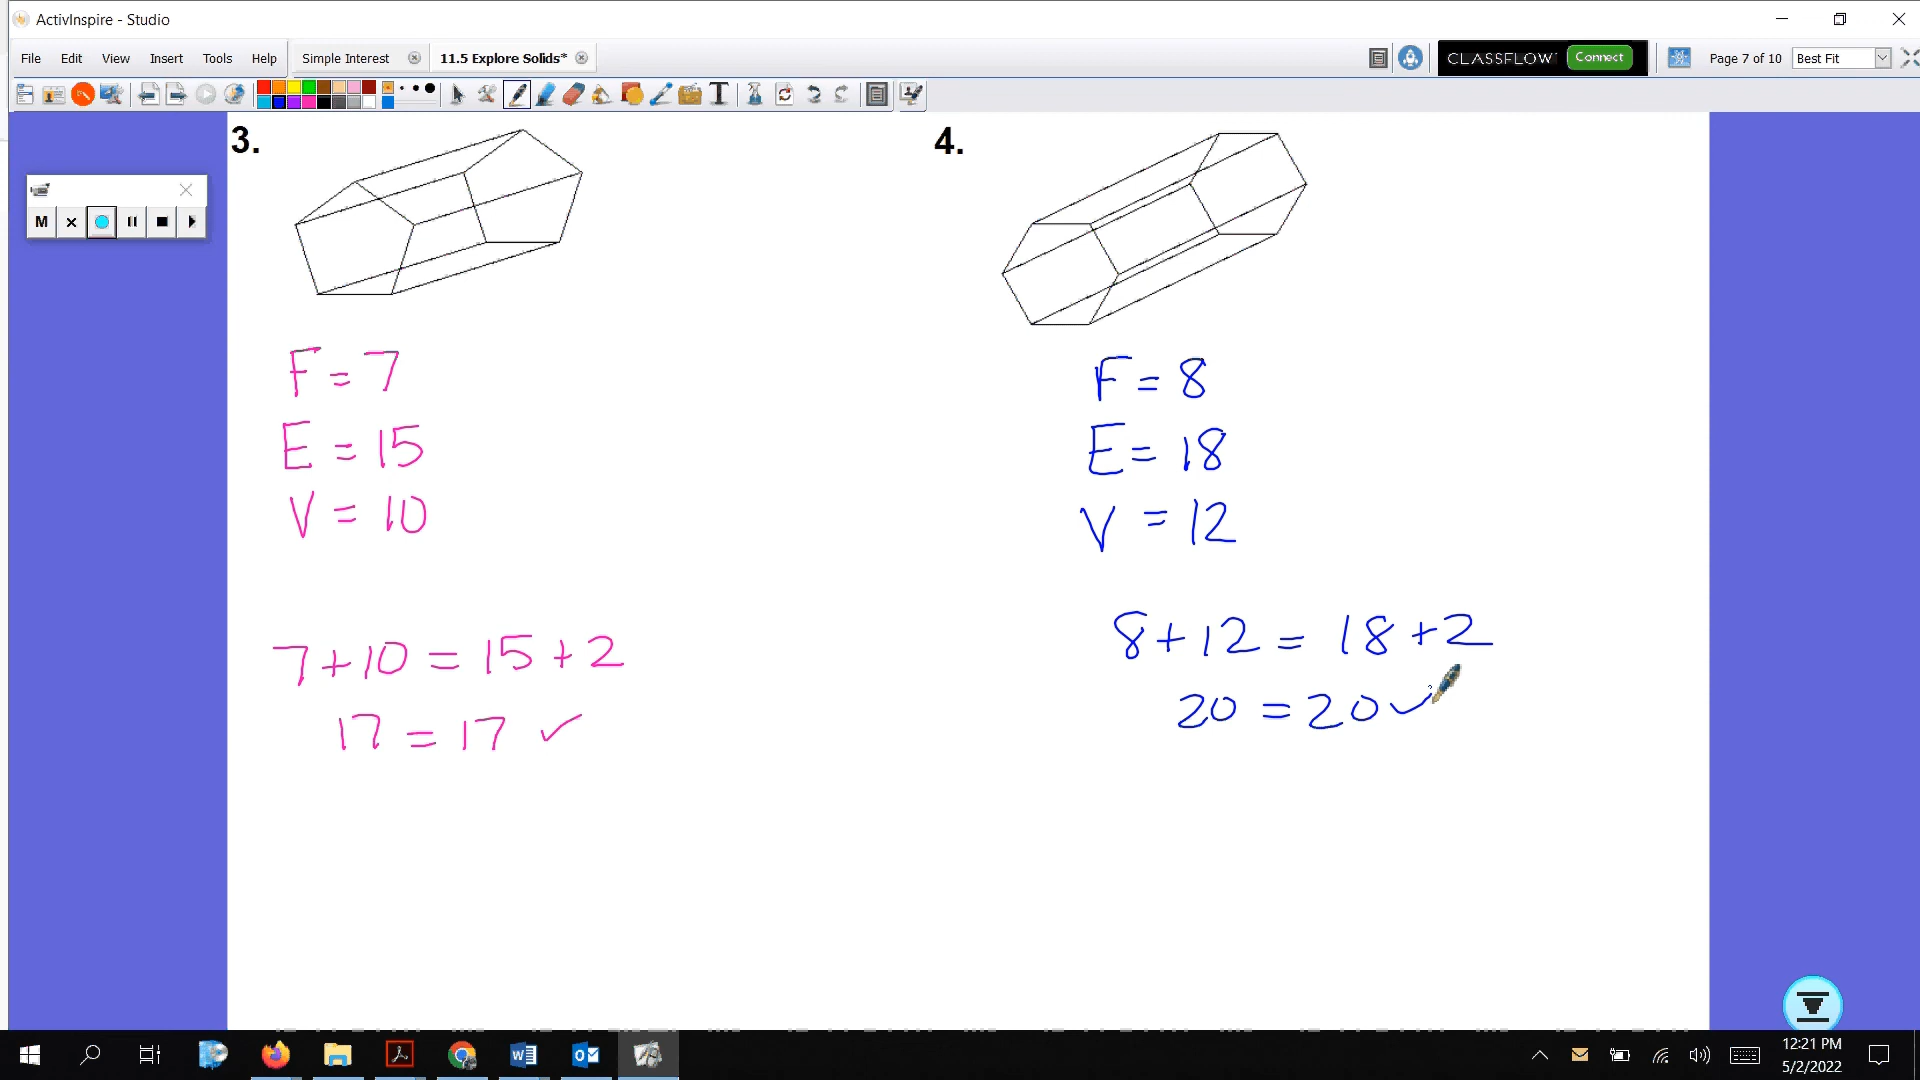 ActivInspire - Studio
File Edit View Insert Tools Help
Simple Interest
11.5 Explore Solids*
CLASSFLOW Connect
Page 7 of 10
Best Fit
M
3.
F = 7
E = 15
V = 10
7+10 = 15+2
17 = 17 ✓
4.
F = 8
E = 18
V = 12
8+12 = 18+2
20 = 20 ✓
12:21 PM
5/2/2022